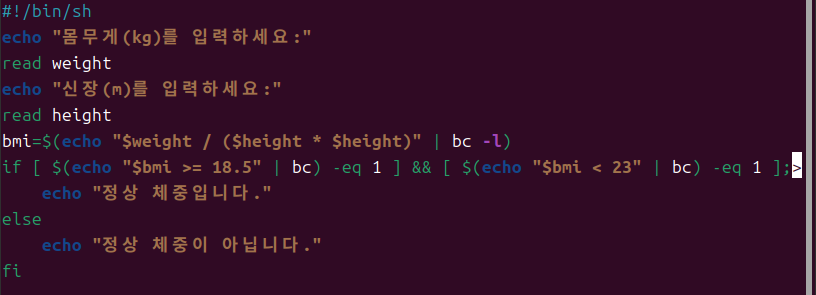 #!/bin/sh
echo "몸무게(kg)를 입력하세요:"
read weight
echo "신장(m)를 입력하세요:"
read height
bmi=$(echo "$weight / ($height * $height)" | bc -l)
if [ $(echo "$bmi >= 18.5" | bc) -eq 1 ] && [ $(echo "$bmi < 23" | bc) -eq 1 ];>
    echo "정상 체중입니다."
else
    echo "정상 체중이 아닙니다."
fi